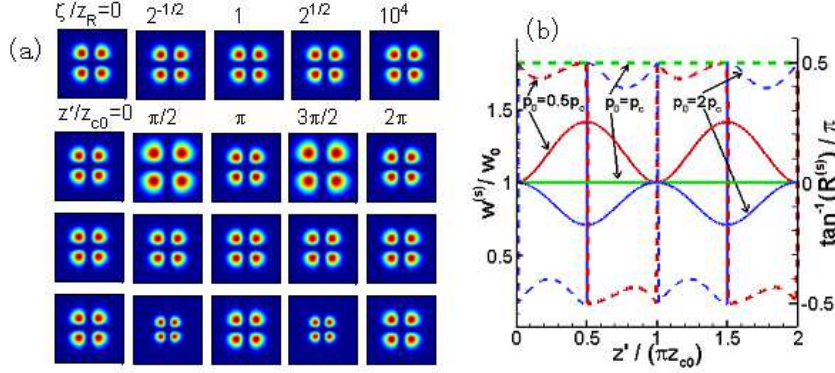 ζ/z_R=0 2^-1/2 1 2^1/2 10^4
(a)
z'/z_c0=0 π/2 π 3π/2 2π
(b)
w^(s)/w_0
1.5
1
0.5
p_0=0.5p_c p_0=p_c p_0=2p_c
0.5
0
-0.5
tan^-1(R^(s))/π
0 0.5 1 1.5 2
z'/(πz_c0)